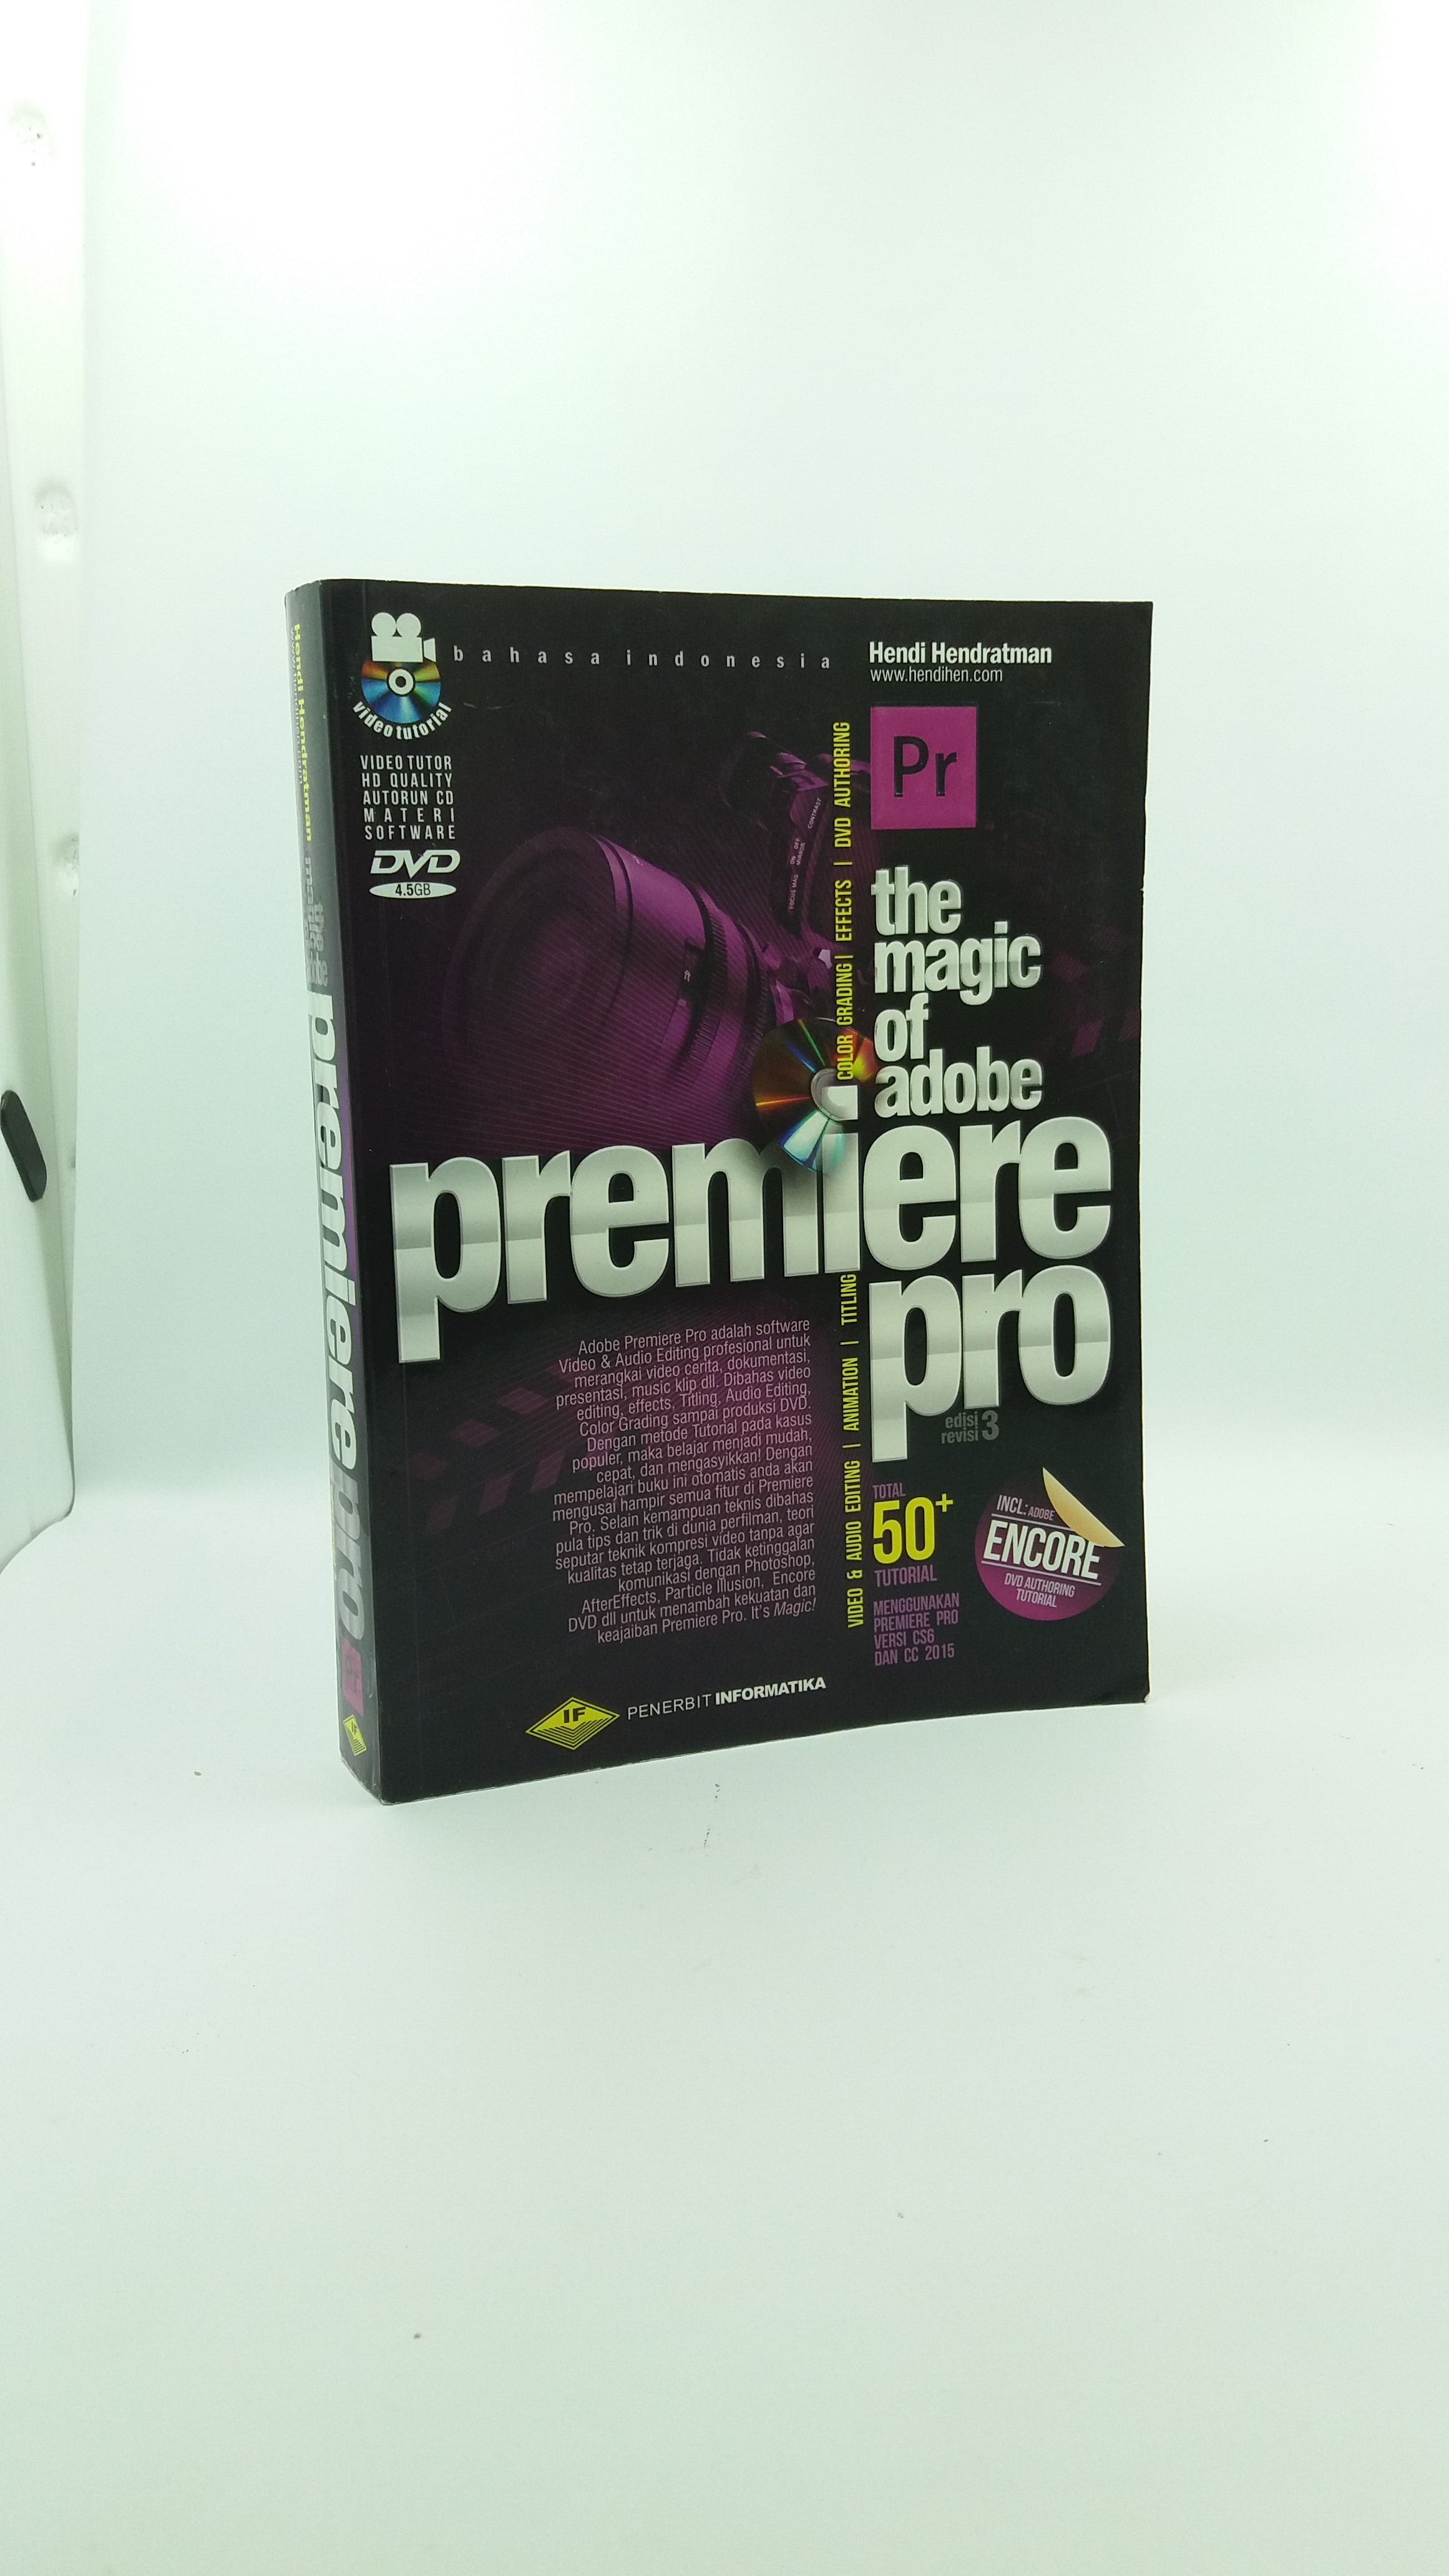 bahasa indonesia
Hendi Hendratman
www.hendihen.com
video tutorial
VIDEO TUTOR
HD QUALITY
AUTORUN CD
MATERI
SOFTWARE
DVD
4.5GB
Pr
CONTRAST
ON OFF
MIRROR
FOCUS MAG
the
magic
of
adobe
premiere
pro
edisi
revisi 3
VIDEO & AUDIO EDITING | ANIMATION | TITLING COLOR GRADING | EFFECTS | DVD AUTHORING
Adobe Premiere Pro adalah software
Video & Audio Editing profesional untuk
merangkai video cerita, dokumentasi,
presentasi, music klip dll. Dibahas video
editing, effects, Titling, Audio Editing,
Color Grading sampai produksi DVD.
Dengan metode Tutorial pada kasus
populer, maka belajar menjadi mudah,
cepat, dan mengasyikkan! Dengan
mempelajari buku ini otomatis anda akan
mengusai hampir semua fitur di Premiere
Pro. Selain kemampuan teknis dibahas
pula tips dan trik di dunia perfilman, teori
seputar teknik kompresi video tanpa agar
kualitas tetap terjaga. Tidak ketinggalan
komunikasi dengan Photoshop,
AfterEffects, Particle Illusion, Encore
DVD dll untuk menambah kekuatan dan
keajaiban Premiere Pro. It's Magic!
TOTAL
50+
TUTORIAL
MENGGUNAKAN
PREMIERE PRO
VERSI CS6
DAN CC 2015
INCL: ADOBE
ENCORE
DVD AUTHORING
TUTORIAL
IF
PENERBIT INFORMATIKA
Hendi Hendratman
the
magic
adobe
premiere pro
Pr
IF